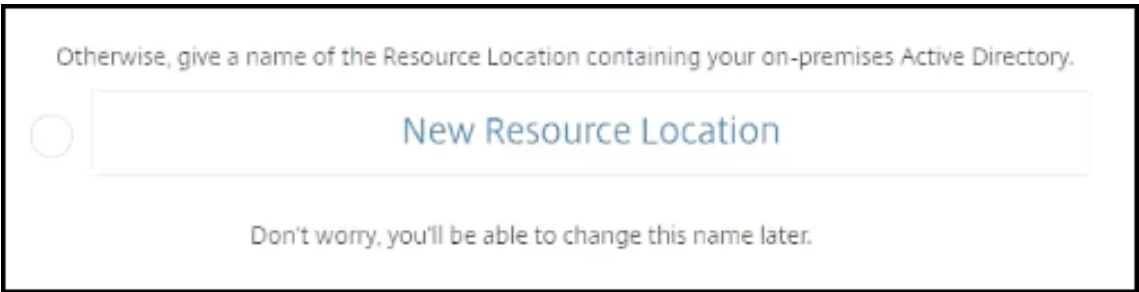 Otherwise, give a name of the Resource Location containing your on-premises Active Directory.
New Resource Location
Don't worry, you'll be able to change this name later.